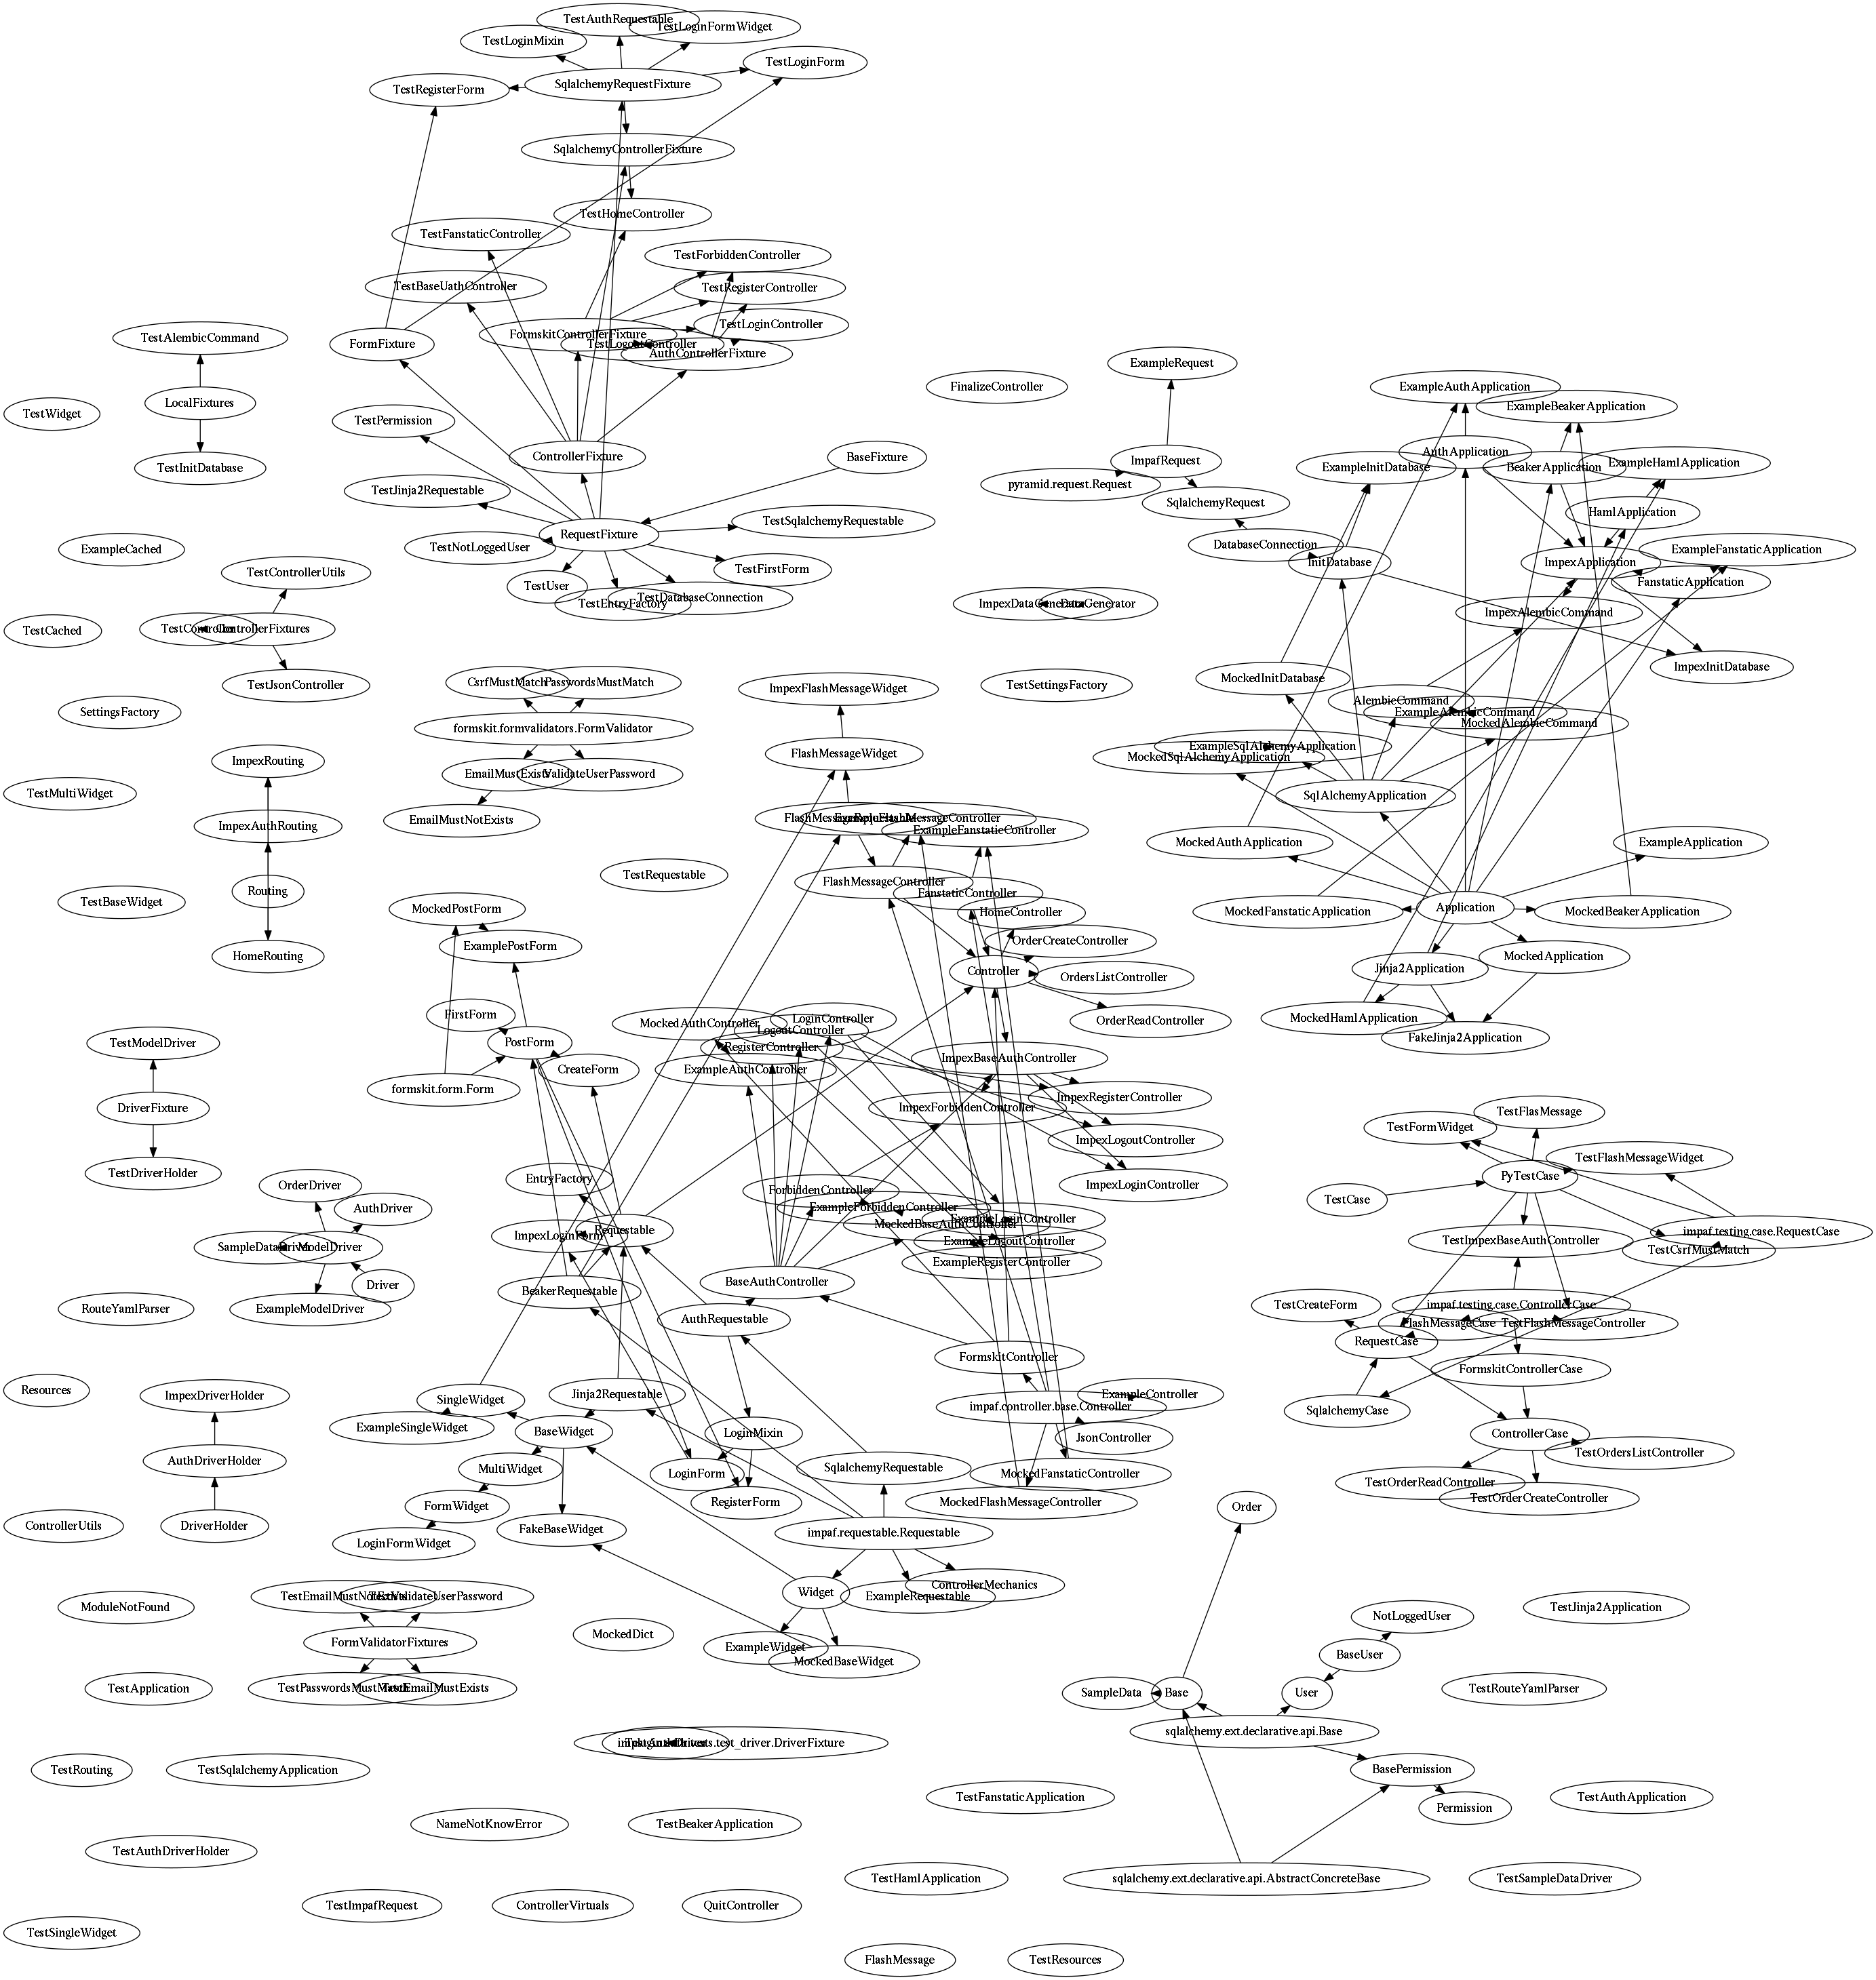 TestAuthRequestable
TestLoginFormWidget
TestLoginMixin
TestLoginForm
SqlalchemyRequestFixture
TestRegisterForm
SqlalchemyControllerFixture
TestHomeController
TestFanstaticController
TestForbiddenController
TestBaseUathController
TestRegisterController
TestLoginController
FormskitControllerFixture
TestLogoutController
AuthControllerFixture
TestAlembicCommand
FormFixture
ExampleRequest
FinalizeController
ExampleAuthApplication
LocalFixtures
ExampleBeakerApplication
TestWidget
TestPermission
AuthApplication
ControllerFixture
BaseFixture
ImpafRequest
ExampleInitDatabase
BeakerApplication
ExampleHamlApplication
TestInitDatabase
pyramid.request.Request
TestJinja2Requestable
SqlalchemyRequest
HamlApplication
TestSqlalchemyRequestable
RequestFixture
DatabaseConnection
TestNotLoggedUser
ExampleCached
ExampleFanstaticApplication
InitDatabase
ImpexApplication
TestControllerUtils
TestFirstForm
TestUser
FanstaticApplication
TestDatabaseConnection
TestEntryFactory
ImpexDataGenerator
DataGenerator
ImpexAlembicCommand
TestCached
TestController
ControllerFixtures
ImpexInitDatabase
TestJsonController
CsrfMustMatch
PasswordsMustMatch
ImpexFlashMessageWidget
TestSettingsFactory
MockedInitDatabase
SettingsFactory
AlembicCommand
ExampleAlembicCommand
MockedAlembicCommand
formskit.formvalidators.FormValidator
ExampleSqlAlchemyApplication
MockedSqlAlchemyApplication
ImpexRouting
FlashMessageWidget
EmailMustExists
ValidateUserPassword
TestMultiWidget
SqlAlchemyApplication
EmailMustNotExists
ImpexAuthRouting
FlashMessageRequestable
ExampleFlashMessageController
ExampleFanstaticController
MockedAuthApplication
ExampleApplication
TestRequestable
FlashMessageController
Routing
FanstaticController
TestBaseWidget
MockedPostForm
HomeController
MockedFanstaticApplication
Application
MockedBeakerApplication
ExamplePostForm
OrderCreateController
HomeRouting
MockedApplication
Controller
OrdersListController
Jinja2Application
FirstForm
LoginController
MockedAuthController
LogoutController
OrderReadController
MockedHamlApplication
FakeJinja2Application
TestModelDriver
PostForm
RegisterController
ImpexBaseAuthController
CreateForm
ExampleAuthController
formskit.form.Form
ImpexRegisterController
DriverFixture
ImpexForbiddenController
TestFlasMessage
TestFormWidget
ImpexLogoutController
TestFlashMessageWidget
TestDriverHolder
EntryFactory
PyTestCase
ImpexLoginController
OrderDriver
ForbiddenController
TestCase
AuthDriver
ExampleForbiddenController
ExampleLoginController
MockedBaseAuthController
Requestable
ImpexLoginForm
impaf.testing.case.RequestCase
SampleDataDriver
ModelDriver
ExampleLogoutController
TestImpexBaseAuthController
TestCsrfMustMatch
ExampleRegisterController
BaseAuthController
Driver
BeakerRequestable
RouteYamlParser
ExampleModelDriver
TestCreateForm
impaf.testing.case.ControllerCase
AuthRequestable
FlashMessageCase
TestFlashMessageController
RequestCase
FormskitController
FormskitControllerCase
Resources
ImpexDriverHolder
SingleWidget
Jinja2Requestable
ExampleController
impaf.controller.base.Controller
SqlalchemyCase
ExampleSingleWidget
BaseWidget
LoginMixin
JsonController
ControllerCase
TestOrdersListController
AuthDriverHolder
MultiWidget
LoginForm
SqlalchemyRequestable
MockedFanstaticController
TestOrderReadController
TestOrderCreateController
RegisterForm
MockedFlashMessageController
FormWidget
Order
ControllerUtils
DriverHolder
FakeBaseWidget
impaf.requestable.Requestable
LoginFormWidget
ControllerMechanics
Widget
ExampleRequestable
TestEmailMustNotExists
TestValidateUserPassword
ModuleNotFound
TestJinja2Application
NotLoggedUser
MockedDict
FormValidatorFixtures
ExampleWidget
BaseUser
MockedBaseWidget
TestApplication
TestPasswordsMustMatch
TestEmailMustExists
SampleData
Base
User
TestRouteYamlParser
sqlalchemy.ext.declarative.api.Base
TestAuthDriver
TestRouting
TestSqlalchemyApplication
BasePermission
TestFanstaticApplication
TestAuthApplication
Permission
NameNotKnowError
TestBeakerApplication
TestAuthDriverHolder
TestHamlApplication
sqlalchemy.ext.declarative.api.AbstractConcreteBase
TestSampleDataDriver
TestImpafRequest
ControllerVirtuals
QuitController
TestSingleWidget
FlashMessage
TestResources